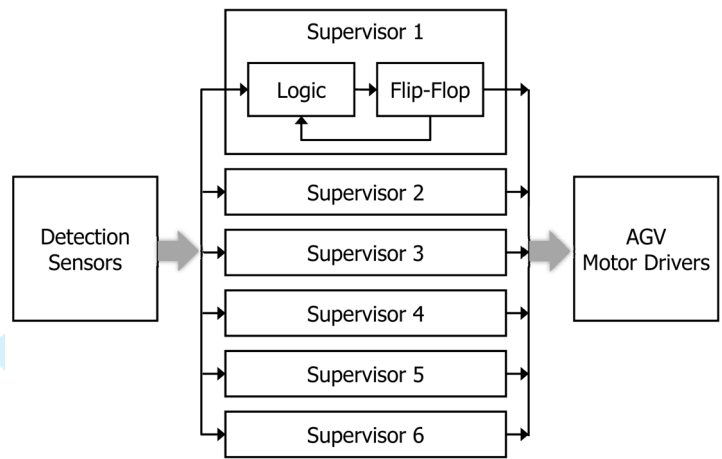 Supervisor 1
Logic
Flip-Flop
Detection
Sensors
Supervisor 2
Supervisor 3
Supervisor 4
Supervisor 5
Supervisor 6
AGV
Motor Drivers